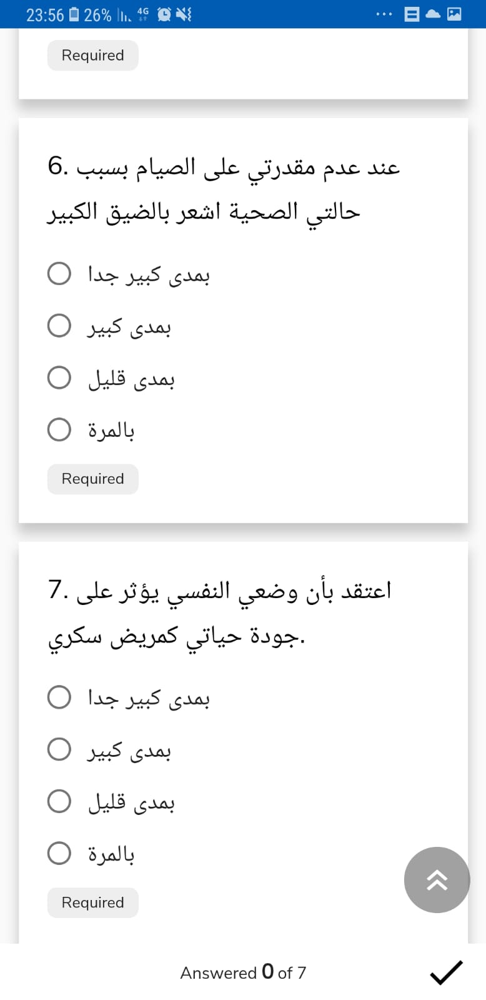 23:56 26% 4G
Required
6. عند عدم مقدرتي على الصيام بسبب
حالتي الصحية اشعر بالضيق الكبير
بمدى كبير جدا
بمدى كبير
بمدى قليل
بالمرة
Required
7. اعتقد بأن وضعي النفسي يؤثر على
جودة حياتي كمريض سكري.
بمدى كبير جدا
بمدى كبير
بمدى قليل
بالمرة
Required
Answered 0 of 7